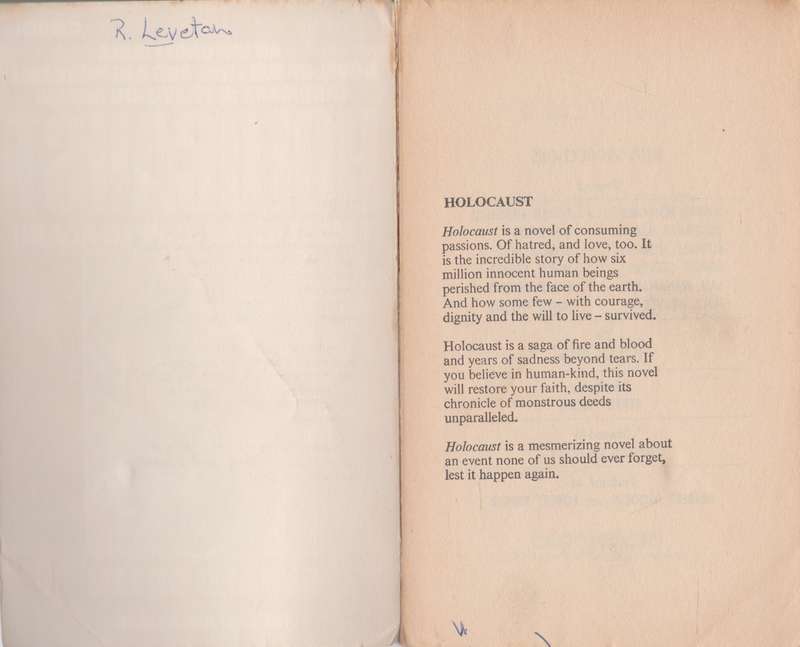 R. Levetan
HOLOCAUST
Holocaust is a novel of consuming
passions. Of hatred, and love, too. It
is the incredible story of how six
million innocent human beings
perished from the face of the earth.
And how some few – with courage,
dignity and the will to live – survived.
Holocaust is a saga of fire and blood
and years of sadness beyond tears. If
you believe in human-kind, this novel
will restore your faith, despite its
chronicle of monstrous deeds
unparalleled.
Holocaust is a mesmerizing novel about
an event none of us should ever forget,
lest it happen again.